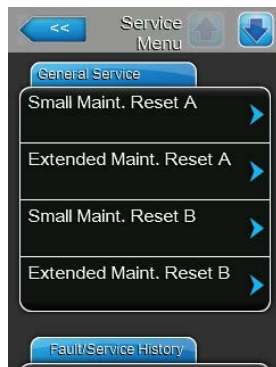 <<
Service
Menu
General Service
Small Maint. Reset A
Extended Maint. Reset A
Small Maint. Reset B
Extended Maint. Reset B
Fault/Service History